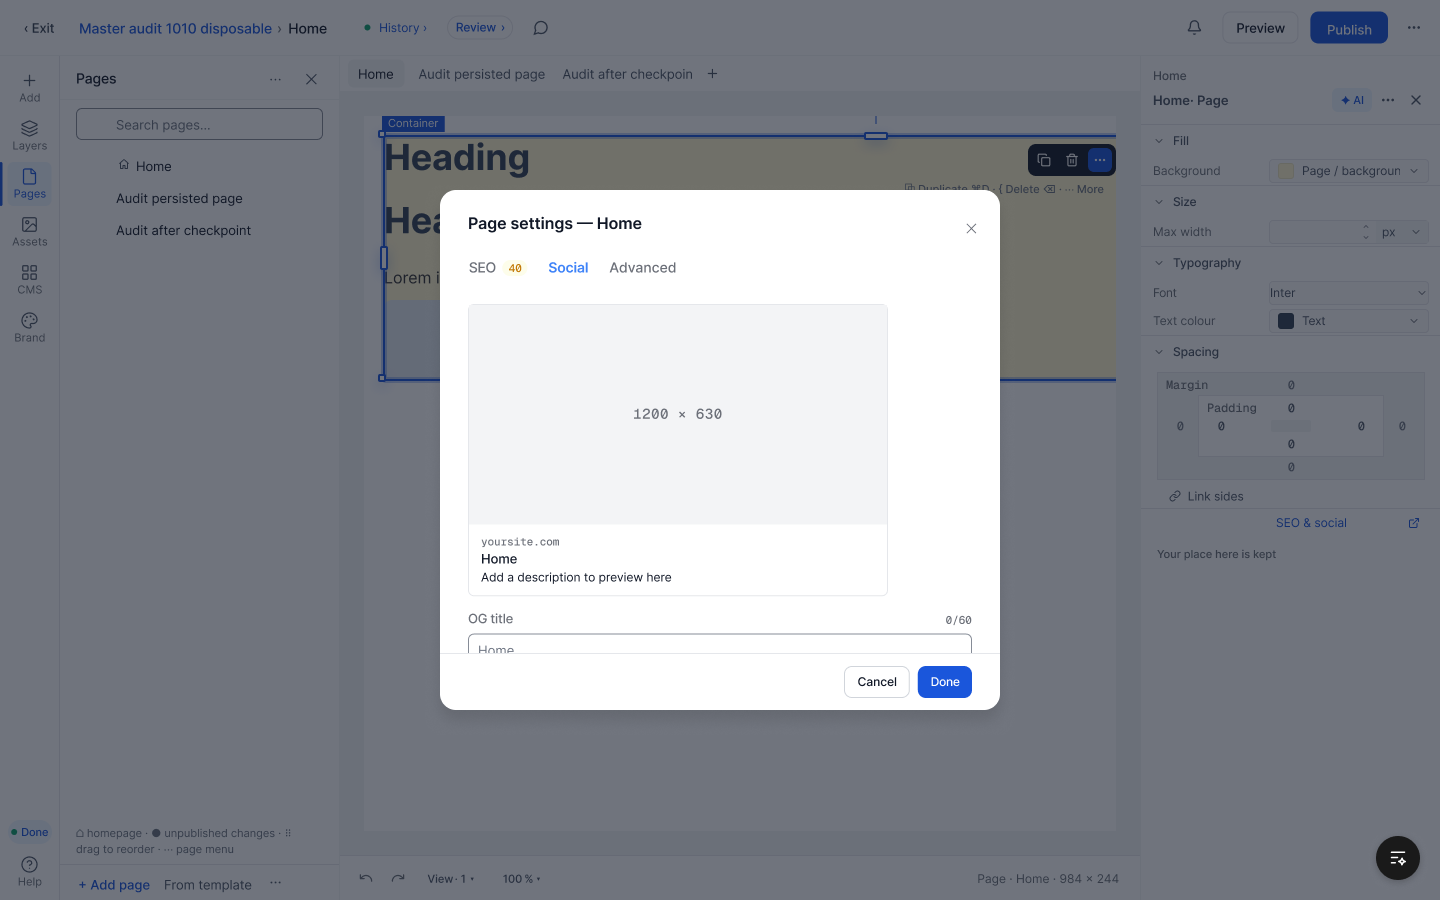 ‹ Exit
Master audit 1010 disposable › Home
History ›
Review ›
Preview
Publish
Add
Layers
Pages
Assets
CMS
Brand
Done
Help
Pages
Search pages...
Home
Audit persisted page
Audit after checkpoint
homepage · ● unpublished changes · ⠿
drag to reorder · ··· page menu
+ Add page
From template
Home
Audit persisted page
Audit after checkpoin
Container
Heading
Duplicate ⌘D · { Delete ⌫ · ··· More
Lorem i
Page settings — Home
SEO 40
Social
Advanced
1200 × 630
yoursite.com
Home
Add a description to preview here
OG title
0/60
Home
Cancel
Done
View · 1
100 %
Page · Home · 984 × 244
Home
Home · Page
AI
Fill
Background
Page / backgroun
Size
Max width
px
Typography
Font
Inter
Text colour
Text
Spacing
Margin
0
Padding
0
0
0
0
0
0
0
Link sides
SEO & social
Your place here is kept